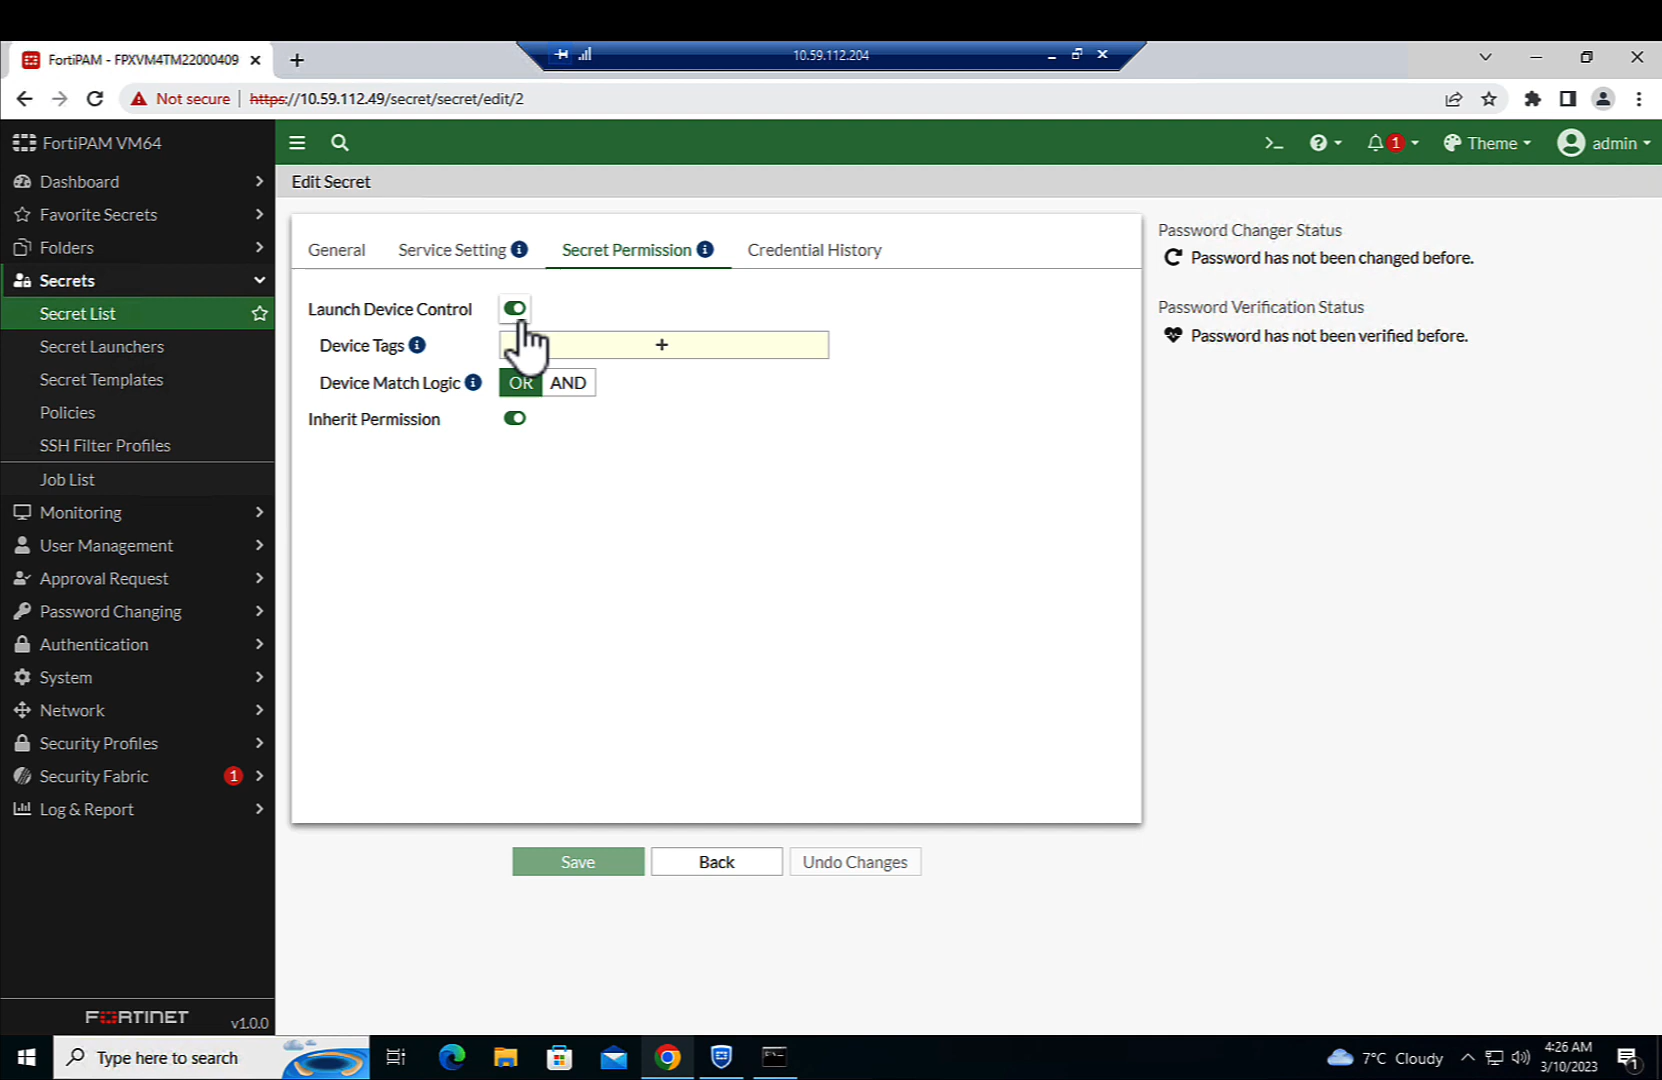 FortiPAM - FPXVM4TM22000409
10.59.112.204
Not secure
https://10.59.112.49/secret/secret/edit/2
FortiPAM VM64
1
Theme
admin
Dashboard
Favorite Secrets
Folders
Secrets
Secret List
Secret Launchers
Secret Templates
Policies
SSH Filter Profiles
Job List
Monitoring
User Management
Approval Request
Password Changing
Authentication
System
Network
Security Profiles
Security Fabric
1
Log & Report
FORTINET
v1.0.0
Edit Secret
General
Service Setting
Secret Permission
Credential History
Launch Device Control
Device Tags
+
Device Match Logic
OR
AND
Inherit Permission
Save
Back
Undo Changes
Password Changer Status
Password has not been changed before.
Password Verification Status
Password has not been verified before.
Type here to search
7°C Cloudy
4:26 AM
3/10/2023
1